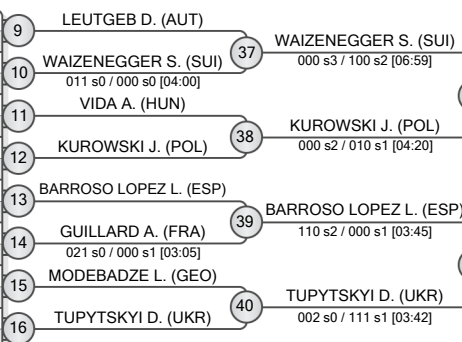 9
LEUTGEB D. (AUT)
37
WAIZENEGGER S. (SUI)
000 s3 / 100 s2 [06:59]
10
WAIZENEGGER S. (SUI)
011 s0 / 000 s0 [04:00]
11
VIDA A. (HUN)
38
KUROWSKI J. (POL)
000 s2 / 010 s1 [04:20]
12
KUROWSKI J. (POL)
13
BARROSO LOPEZ L. (ESP)
39
BARROSO LOPEZ L. (ESP)
110 s2 / 000 s1 [03:45]
14
GUILLARD A. (FRA)
021 s0 / 000 s1 [03:05]
15
MODEBADZE L. (GEO)
40
TUPYTSKYI D. (UKR)
002 s0 / 111 s1 [03:42]
16
TUPYTSKYI D. (UKR)